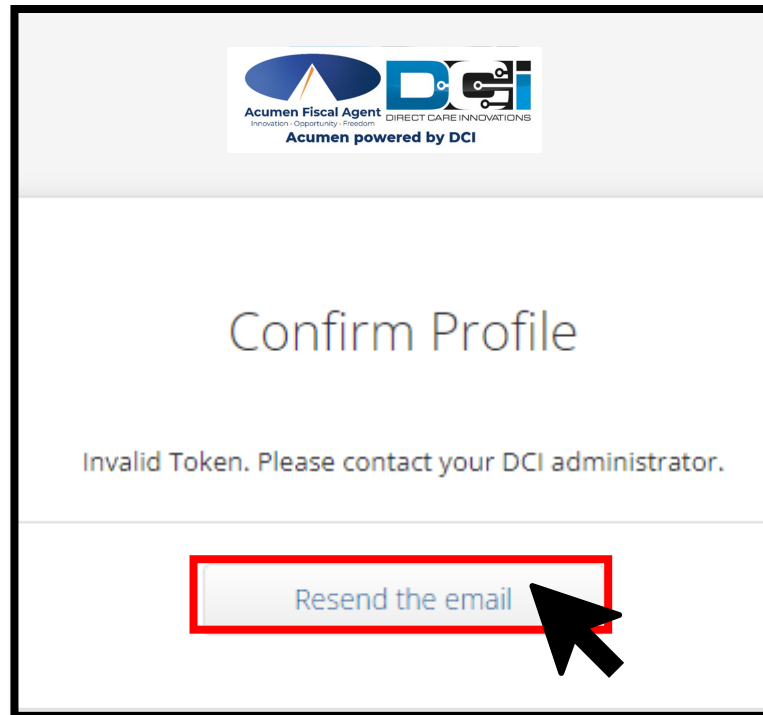 Acumen Fiscal Agent
Innovation - Opportunity - Freedom
DCi
DIRECT CARE INNOVATIONS
Acumen powered by DCI
Confirm Profile
Invalid Token. Please contact your DCI administrator.
Resend the email